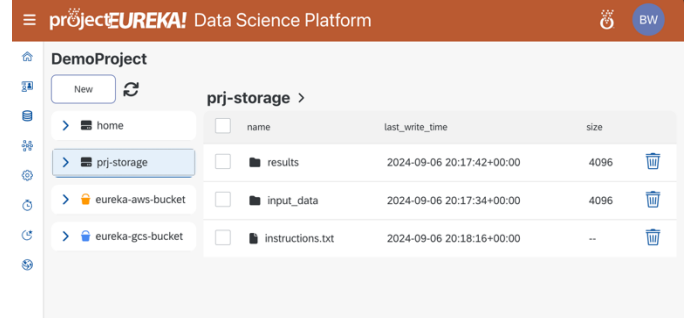 projectEUREKA! Data Science Platform
BW
DemoProject
New
prj-storage >
home
prj-storage
eureka-aws-bucket
eureka-gcs-bucket
name last_write_time size
results 2024-09-06 20:17:42+00:00 4096
input_data 2024-09-06 20:17:34+00:00 4096
instructions.txt 2024-09-06 20:18:16+00:00 --